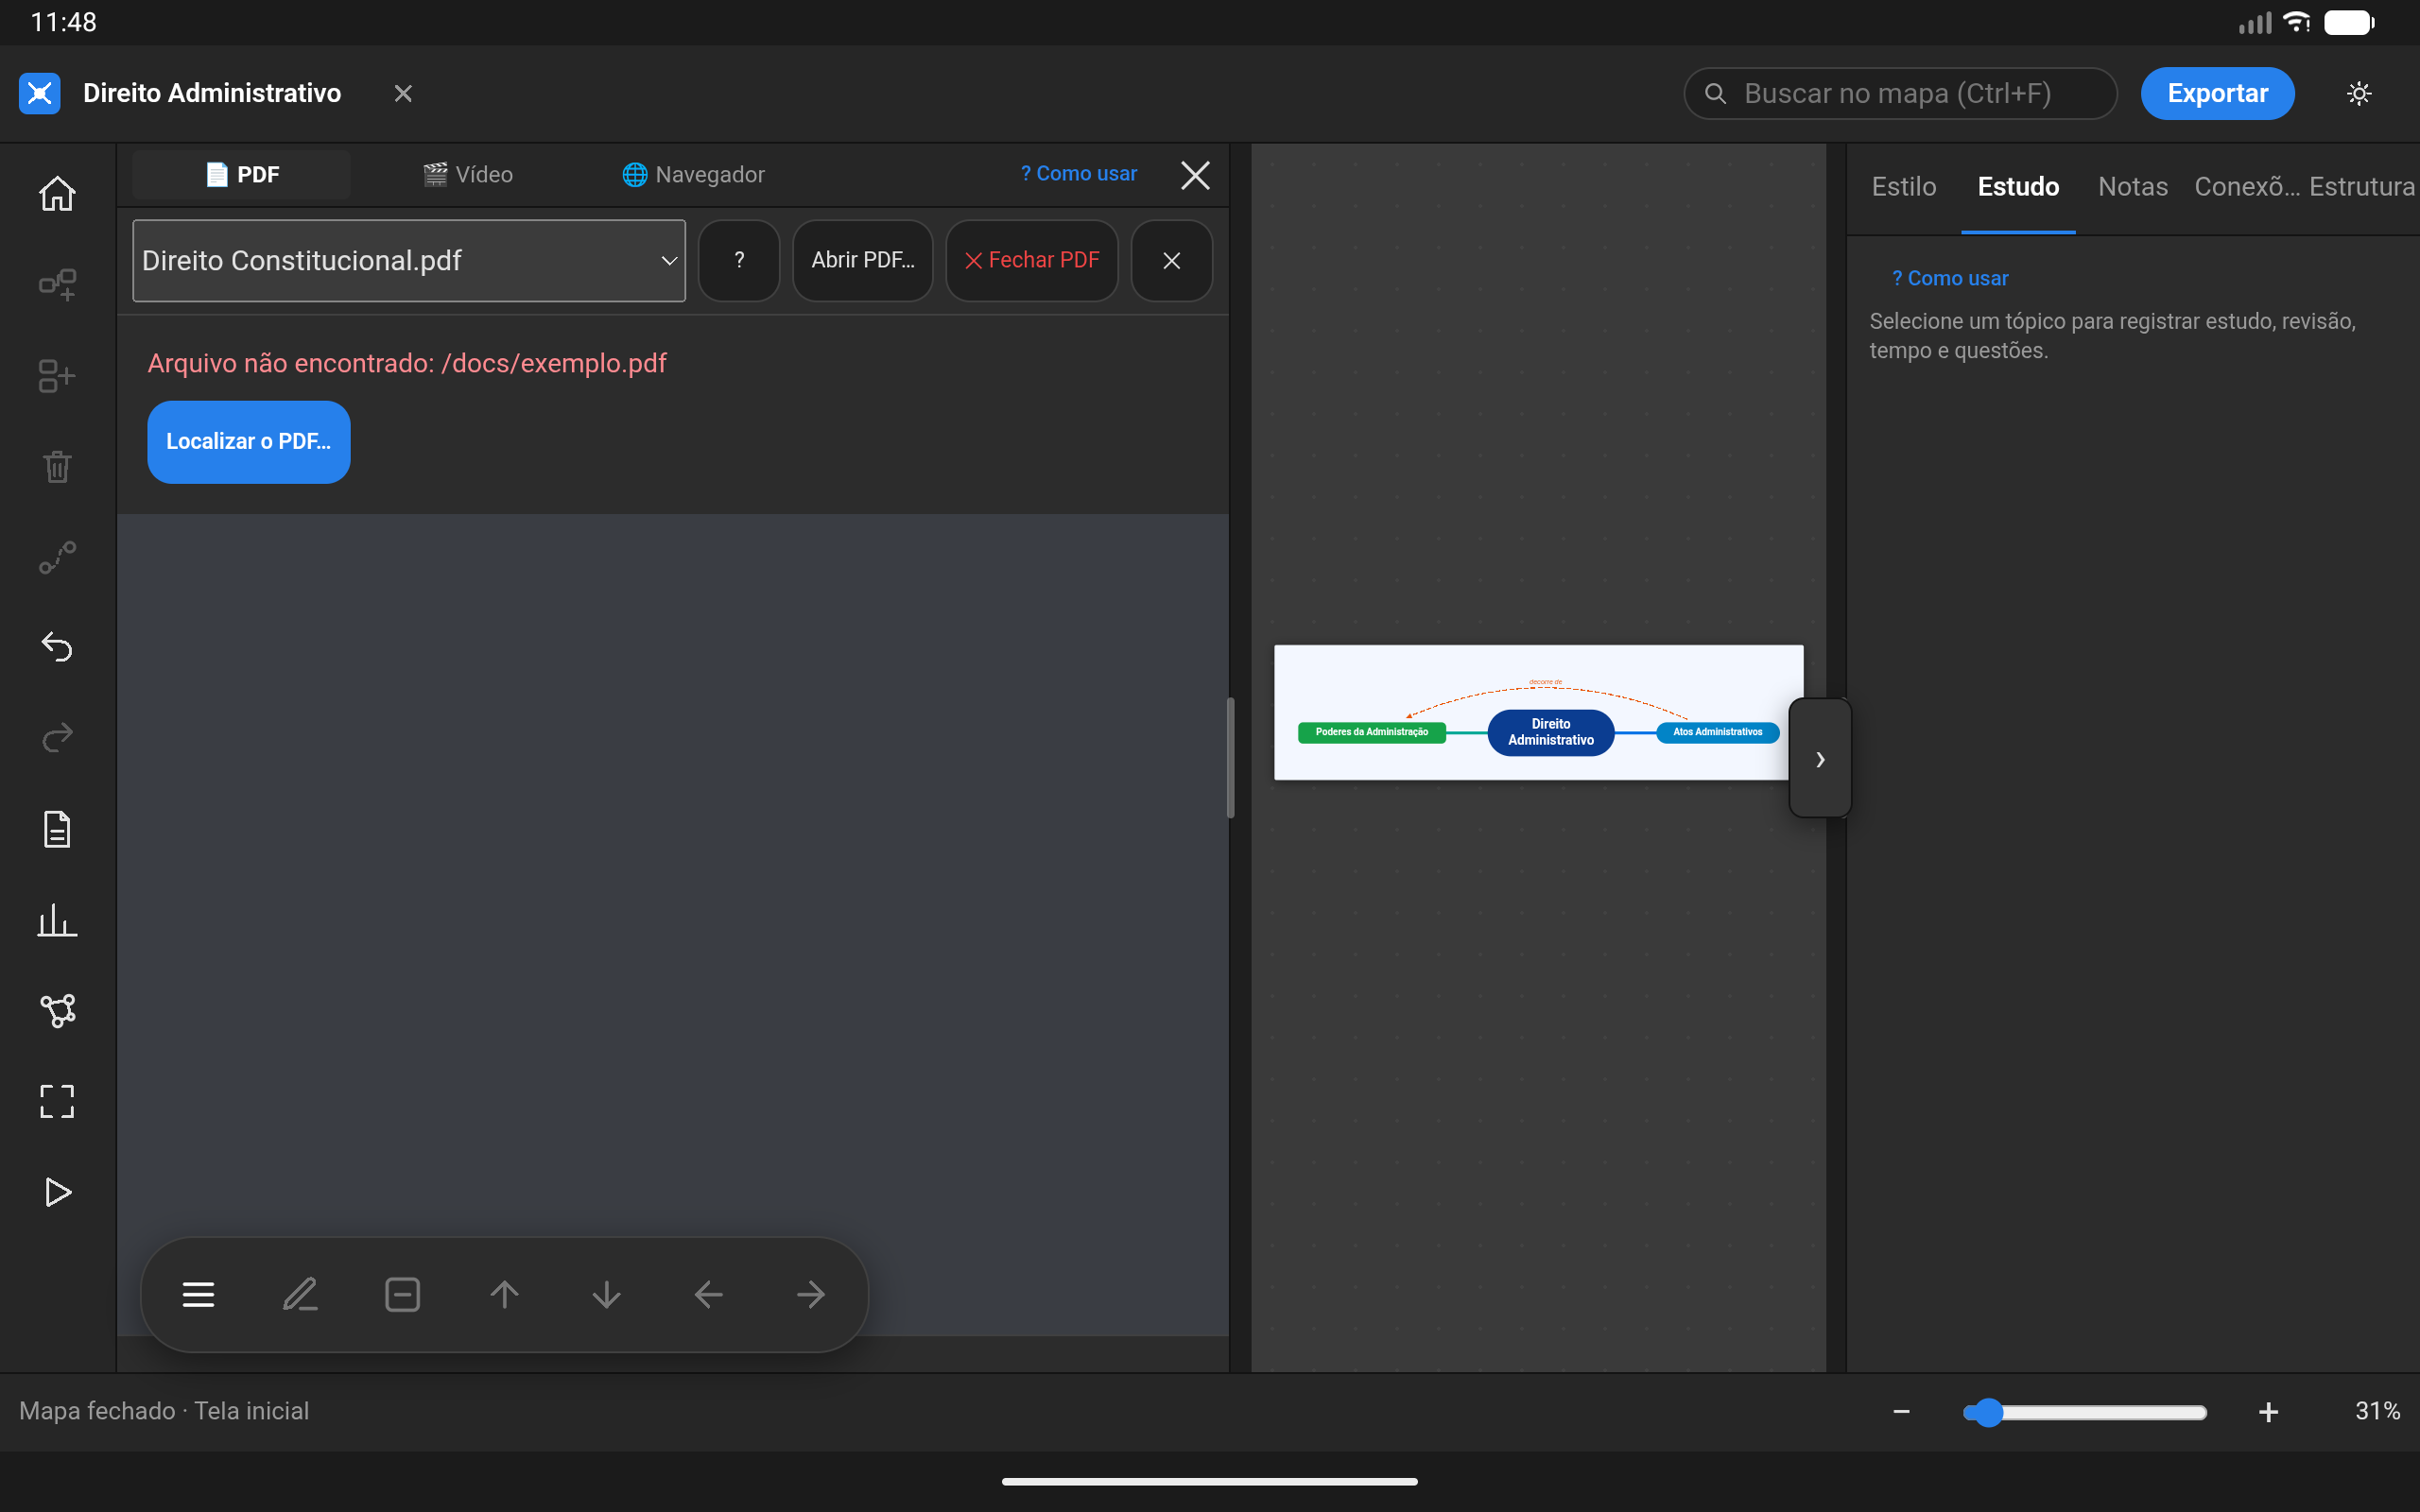 11:48
Direito Administrativo
Buscar no mapa (Ctrl+F)
Exportar
PDF
Vídeo
Navegador
? Como usar
Direito Constitucional.pdf
?
Abrir PDF...
Fechar PDF
Arquivo não encontrado: /docs/exemplo.pdf
Localizar o PDF...
decorre de
Poderes da Administração
Direito
Administrativo
Atos Administrativos
Estilo
Estudo
Notas
Conexõ...
Estrutura
? Como usar
Selecione um tópico para registrar estudo, revisão,
tempo e questões.
Mapa fechado · Tela inicial
31%